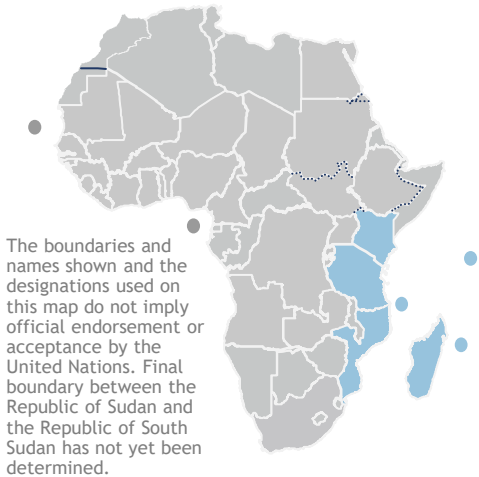 The boundaries and
names shown and the
designations used on
this map do not imply
official endorsement or
acceptance by the
United Nations. Final
boundary between the
Republic of Sudan and
the Republic of South
Sudan has not yet been
determined.